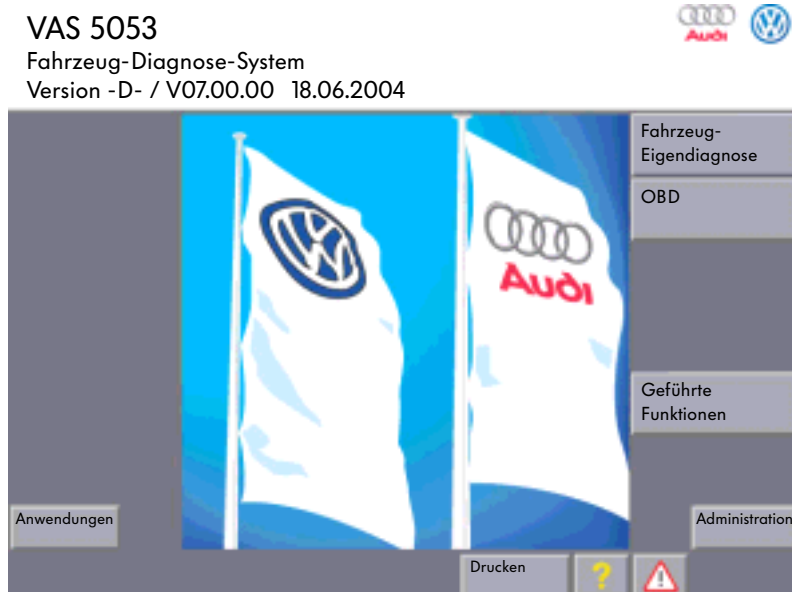 VAS 5053
Fahrzeug-Diagnose-System
Version -D- / V07.00.00 18.06.2004
Audi
Fahrzeug-
Eigendiagnose
OBD
Audi
Geführte
Funktionen
Anwendungen
Administration
Drucken
?